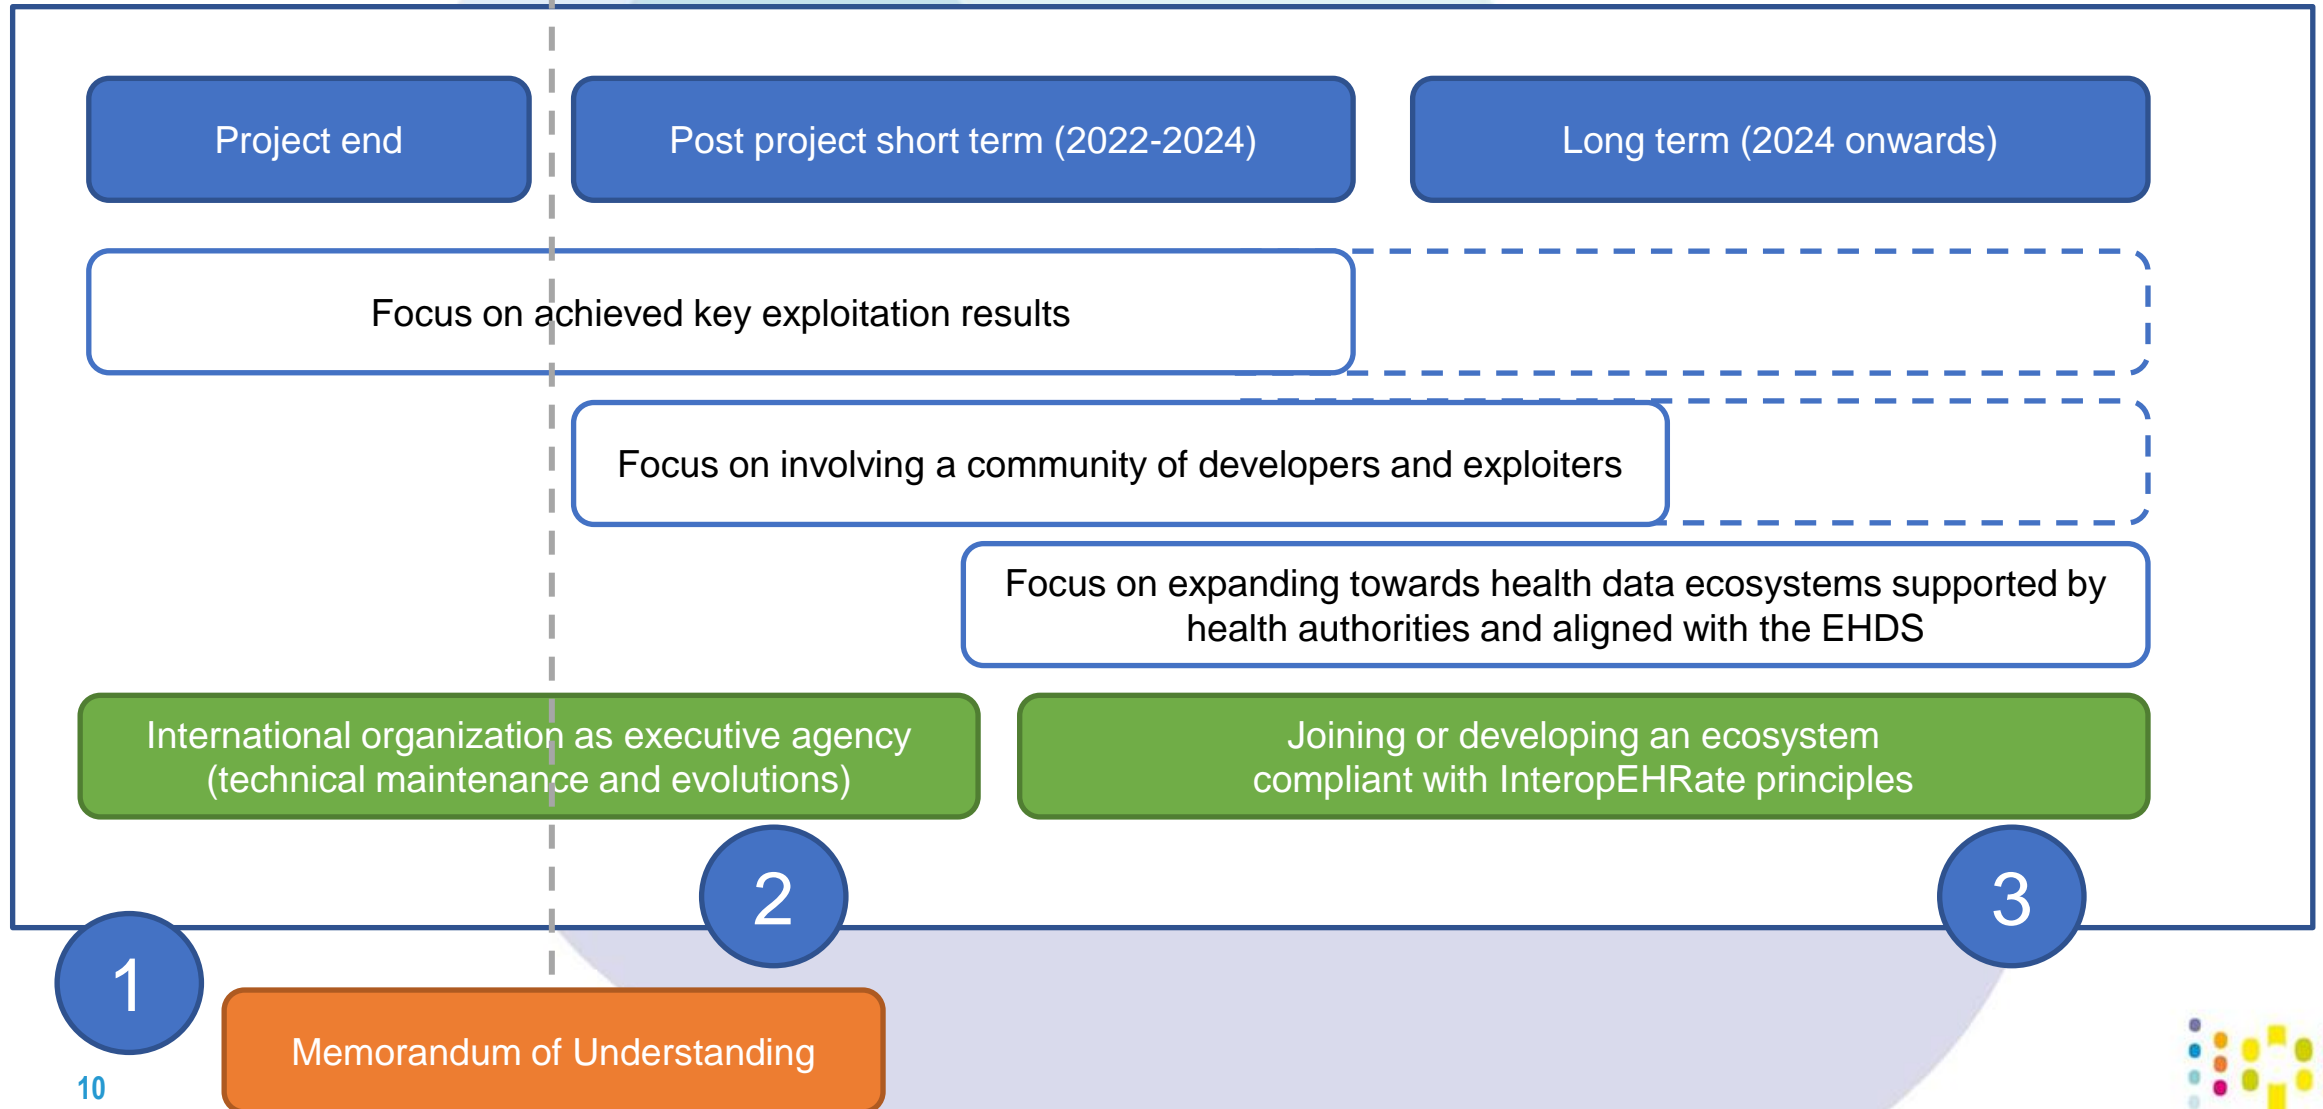 Project end
Post project short term (2022-2024)
Long term (2024 onwards)
Focus on achieved key exploitation results
Focus on involving a community of developers and exploiters
Focus on expanding towards health data ecosystems supported by
health authorities and aligned with the EHDS
International organization as executive agency
(technical maintenance and evolutions)
Joining or developing an ecosystem
compliant with InteropEHRate principles
2
3
1
Memorandum of Understanding
10